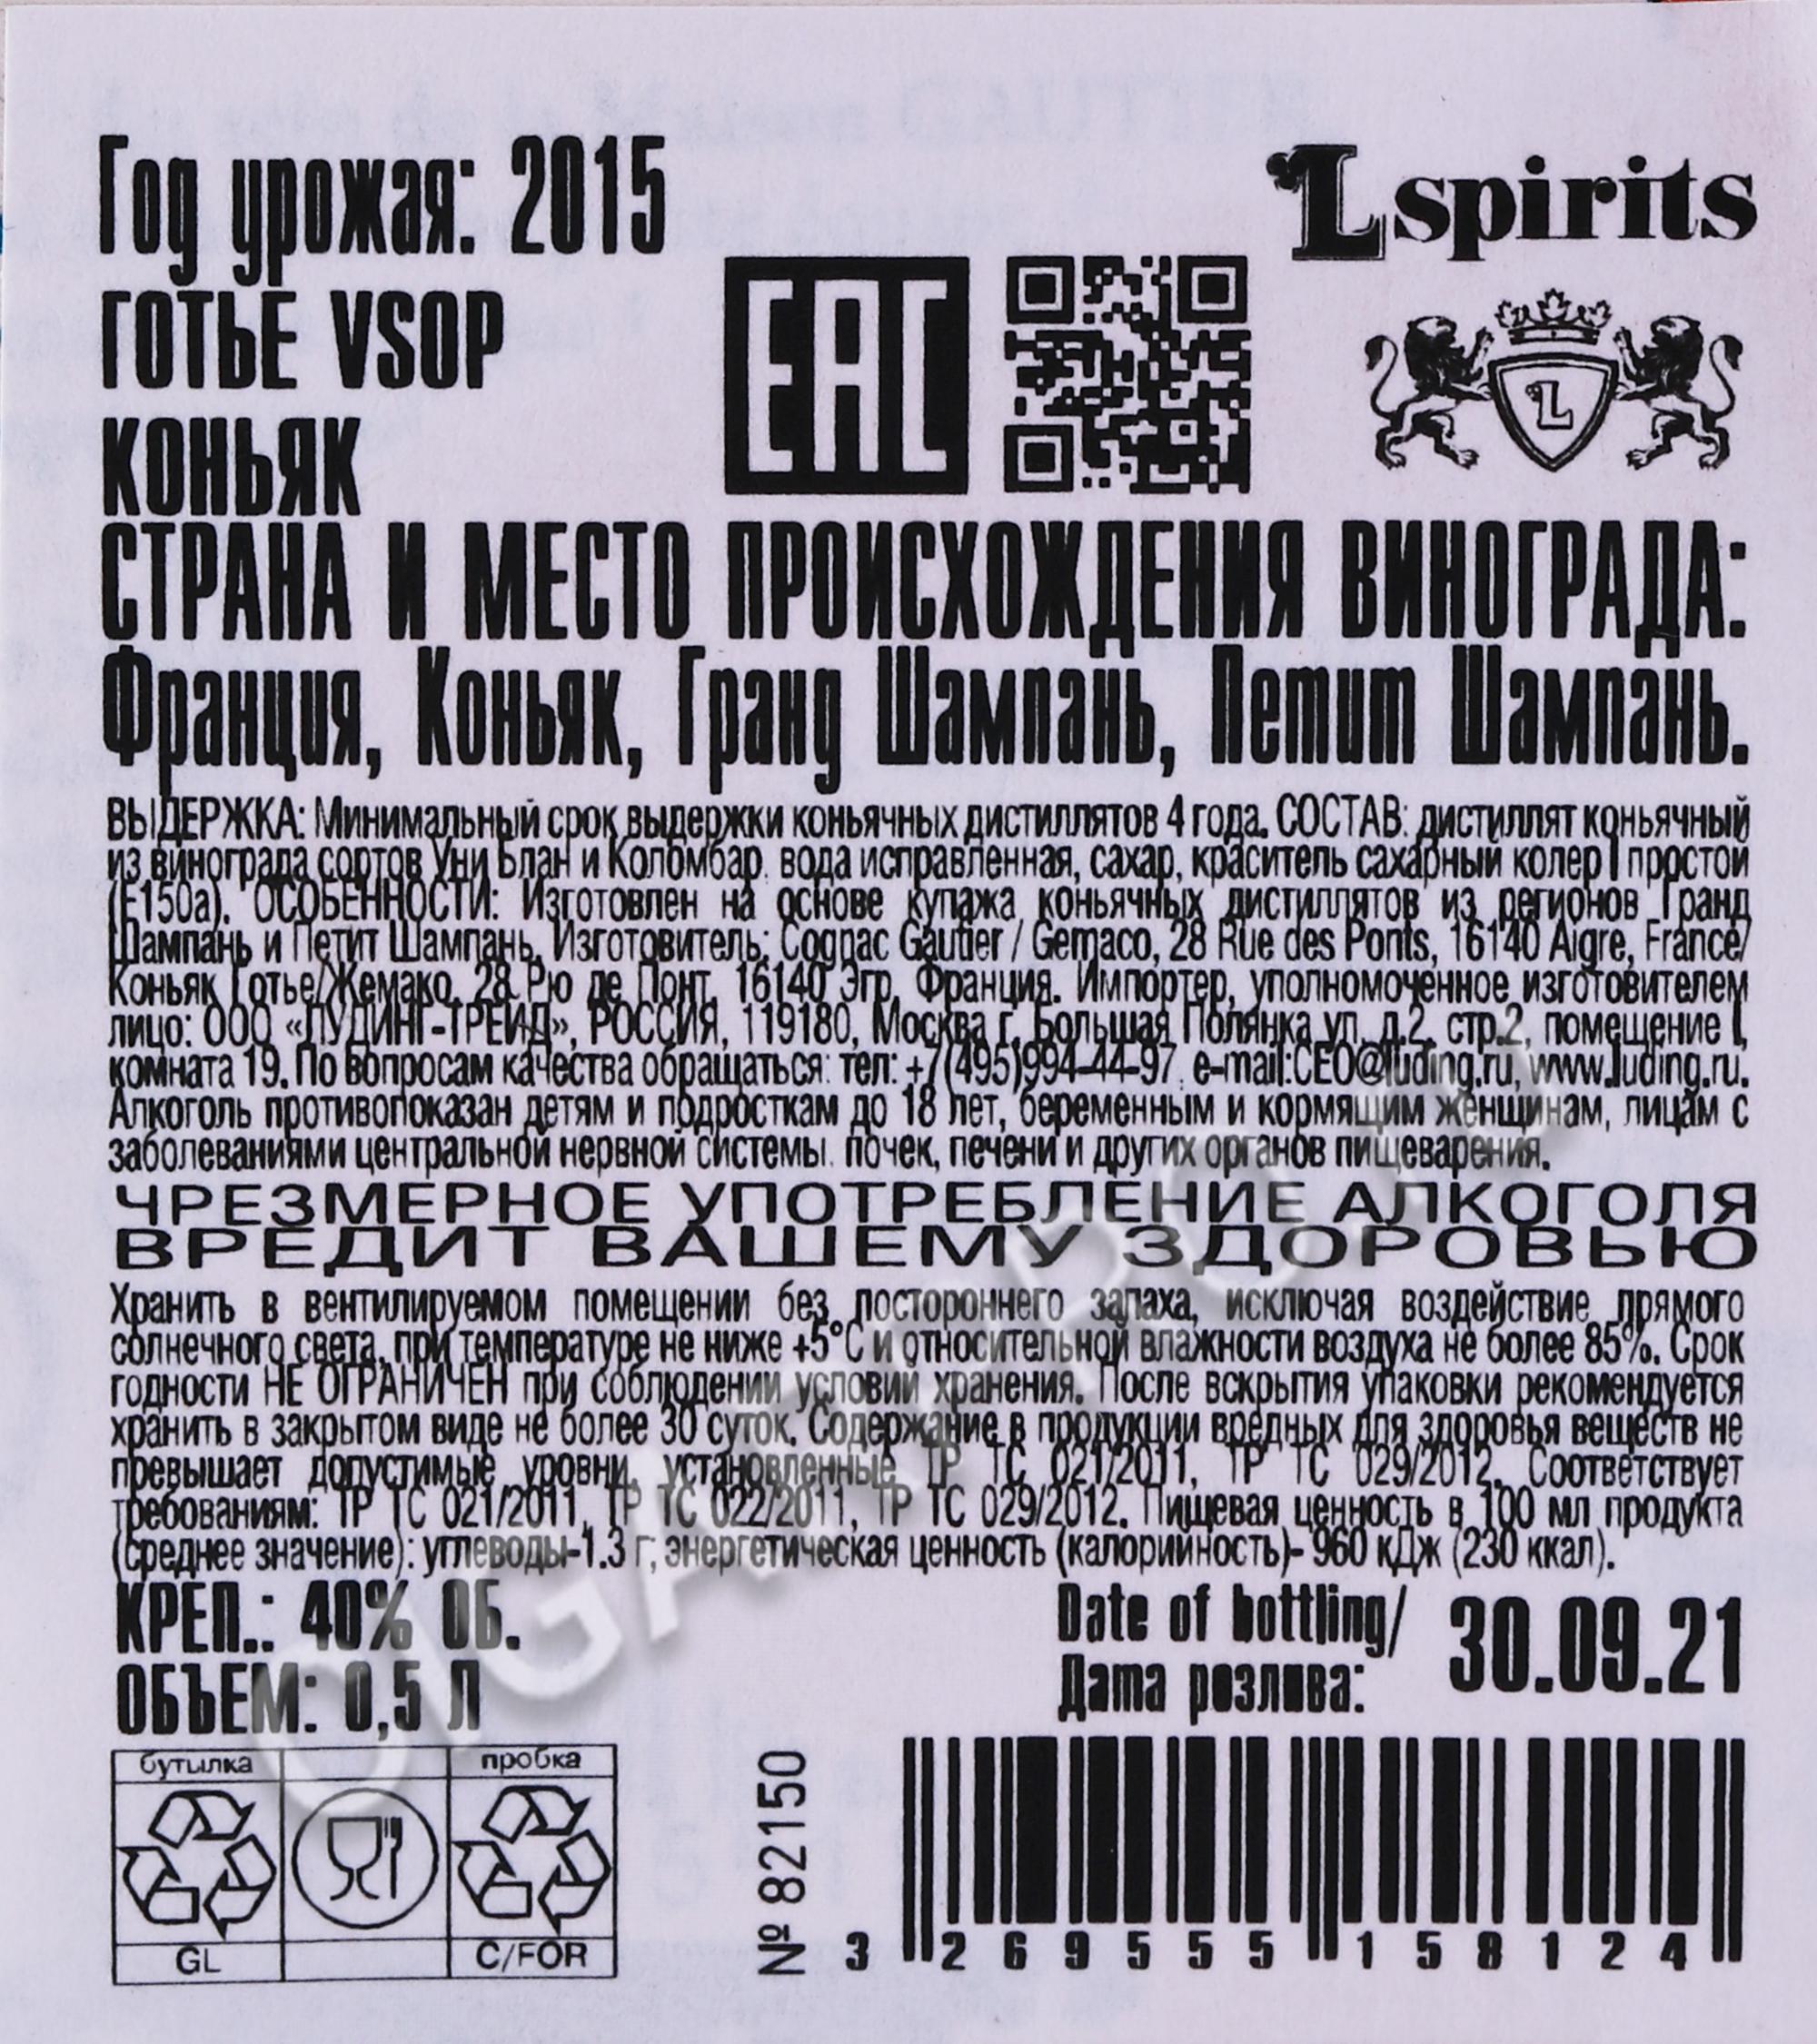 Год урожая: 2015
Lspirits
ГОТЬЕ VSOP
EAC
L
КОНЬЯК
СТРАНА И МЕСТО ПРОИСХОЖДЕНИЯ ВИНОГРАДА:
Франция, Коньяк, Гранд Шампань, Петит Шампань.
ВЫДЕРЖКА: Минимальный срок выдержки коньячных дистиллятов 4 года. СОСТАВ: дистиллят коньячный
из винограда сортов Уни Блан и Коломбар, вода исправленная, сахар, краситель сахарный колер I простой
(Е150а). ОСОБЕННОСТИ: Изготовлен на основе купажа коньячных дистиллятов из регионов Гранд
Шампань и Петит Шампань. Изготовитель: Cognac Gautier / Gemaco, 28 Rue des Ponts, 16140 Aigre, France/
Коньяк Готье/Жемако, 28 Рю де Понт, 16140 Эгр, Франция. Импортер, уполномоченное изготовителем
лицо: ООО «ЛУДИНГ-ТРЕЙД», РОССИЯ, 119180, Москва г, Большая Полянка ул, д.2, стр.2, помещение I,
комната 19. По вопросам качества обращаться: тел: +7(495)994-44-97, e-mail:CEO@luding.ru, www.luding.ru.
Алкоголь противопоказан детям и подросткам до 18 лет, беременным и кормящим женщинам, лицам с
заболеваниями центральной нервной системы, почек, печени и других органов пищеварения.
ЧРЕЗМЕРНОЕ УПОТРЕБЛЕНИЕ АЛКОГОЛЯ
ВРЕДИТ ВАШЕМУ ЗДОРОВЬЮ
Хранить в вентилируемом помещении без постороннего запаха, исключая воздействие прямого
солнечного света, при температуре не ниже +5°С и относительной влажности воздуха не более 85%. Срок
годности НЕ ОГРАНИЧЕН при соблюдении условий хранения. После вскрытия упаковки рекомендуется
хранить в закрытом виде не более 30 суток. Содержание в продукции вредных для здоровья веществ не
превышает допустимые уровни, установленные ТР ТС 021/2011, ТР ТС 029/2012. Соответствует
требованиям: ТР ТС 021/2011, ТР ТС 022/2011, ТР ТС 029/2012. Пищевая ценность в 100 мл продукта
(среднее значение): углеводы-1.3 г, энергетическая ценность (калорийность)- 960 кДж (230 ккал).
КРЕП.: 40% ОБ.
ОБЪЕМ: 0,5 Л
Date of bottling/
Дата розлива:
30.09.21
бутылка
пробка
GL
C/FOR
№ 82150
3 269555 158124
CIGARPRO.RU